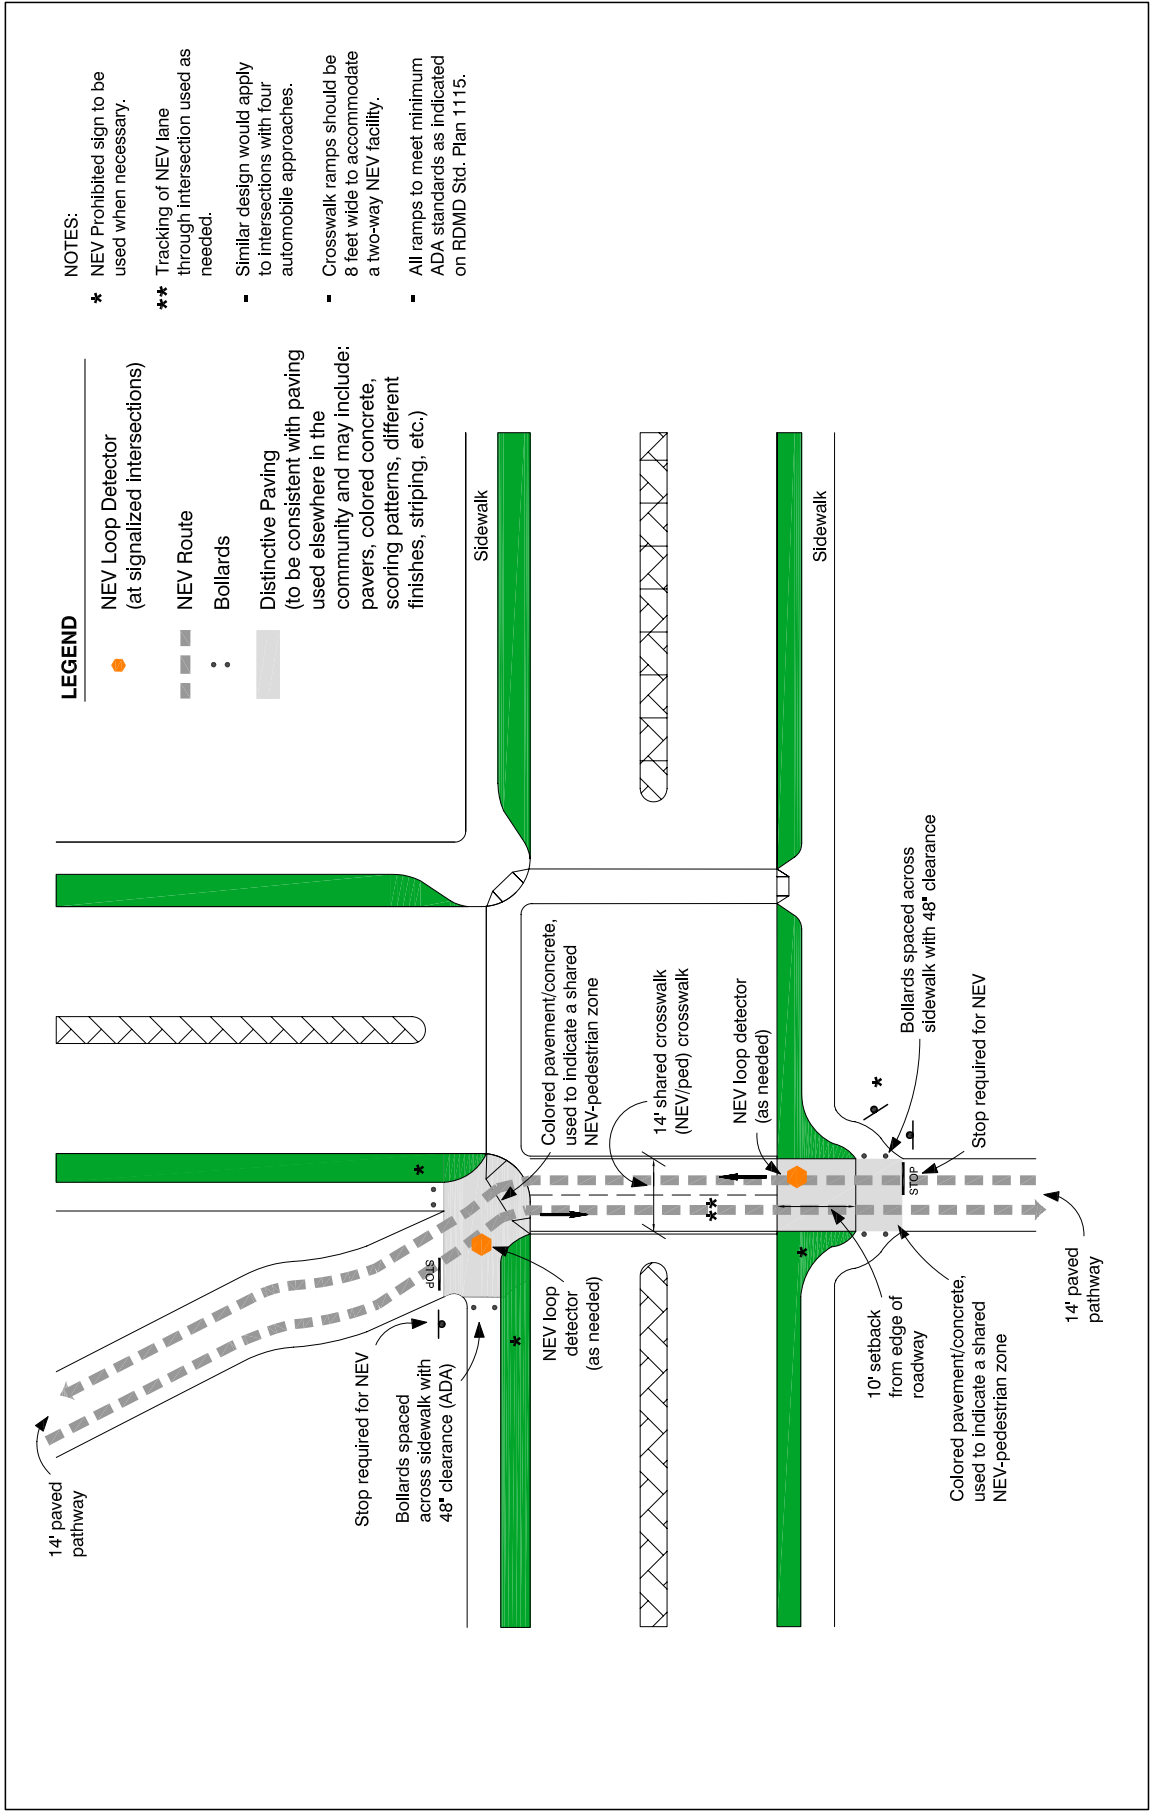 14' paved
pathway
Stop required for NEV
Bollards spaced
across sidewalk with
48" clearance (ADA)
STOP
*
*
NEV loop
detector
(as needed)
Colored pavement/concrete,
used to indicate a shared
NEV-pedestrian zone
14' shared crosswalk
(NEV/ped) crosswalk
**
NEV loop detector
(as needed)
*
10' setback
from edge of
roadway
Colored pavement/concrete,
used to indicate a shared
NEV-pedestrian zone
STOP
*
Bollards spaced across
sidewalk with 48" clearance
Stop required for NEV
14' paved
pathway
Sidewalk
Sidewalk
LEGEND
NEV Loop Detector
(at signalized intersections)
NEV Route
Bollards
Distinctive Paving
(to be consistent with paving
used elsewhere in the
community and may include:
pavers, colored concrete,
scoring patterns, different
finishes, striping, etc.)
NOTES:
* NEV Prohibited sign to be
used when necessary.
** Tracking of NEV lane
through intersection used as
needed.
- Similar design would apply
to intersections with four
automobile approaches.
- Crosswalk ramps should be
8 feet wide to accommodate
a two-way NEV facility.
- All ramps to meet minimum
ADA standards as indicated
on RDMD Std. Plan 1115.